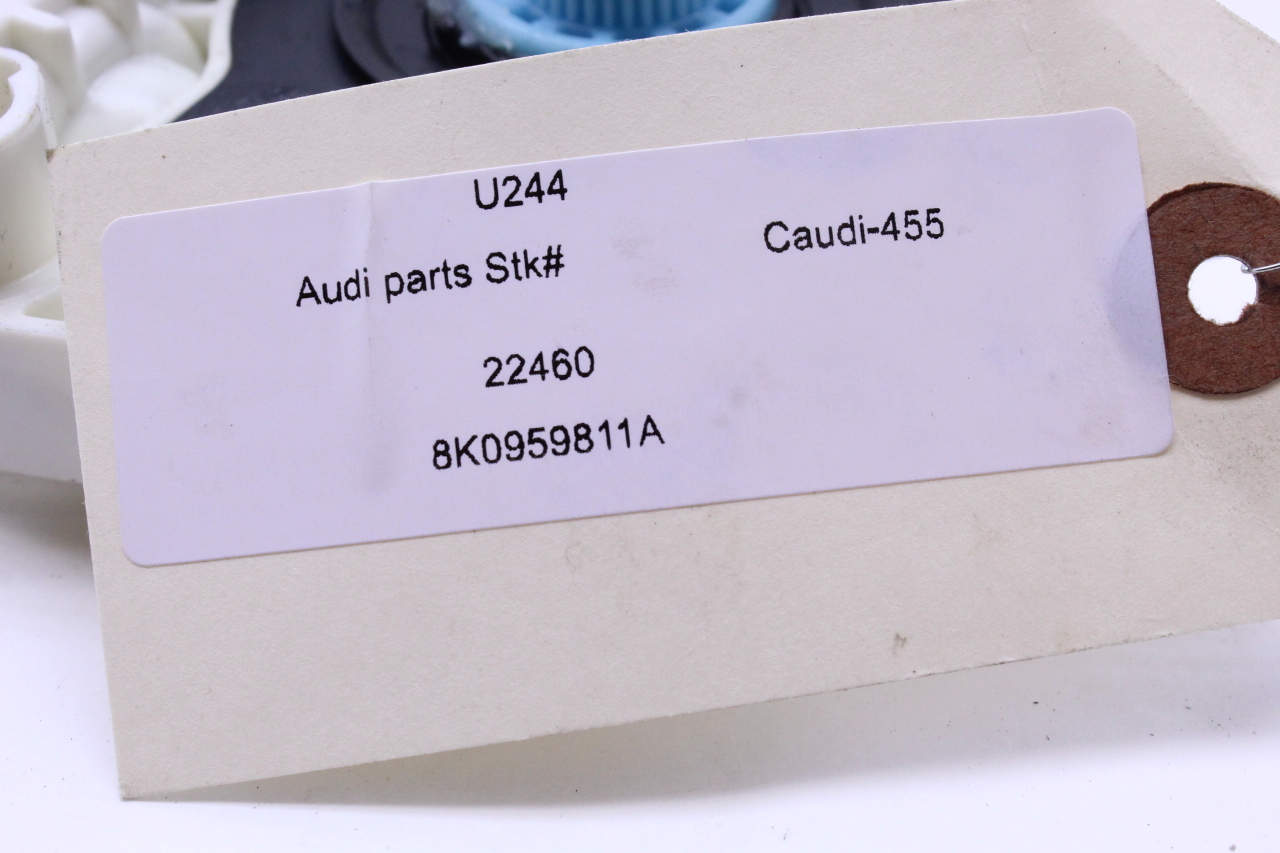 U244
Audi parts Stk#
Caudi-455
22460
8K0959811A